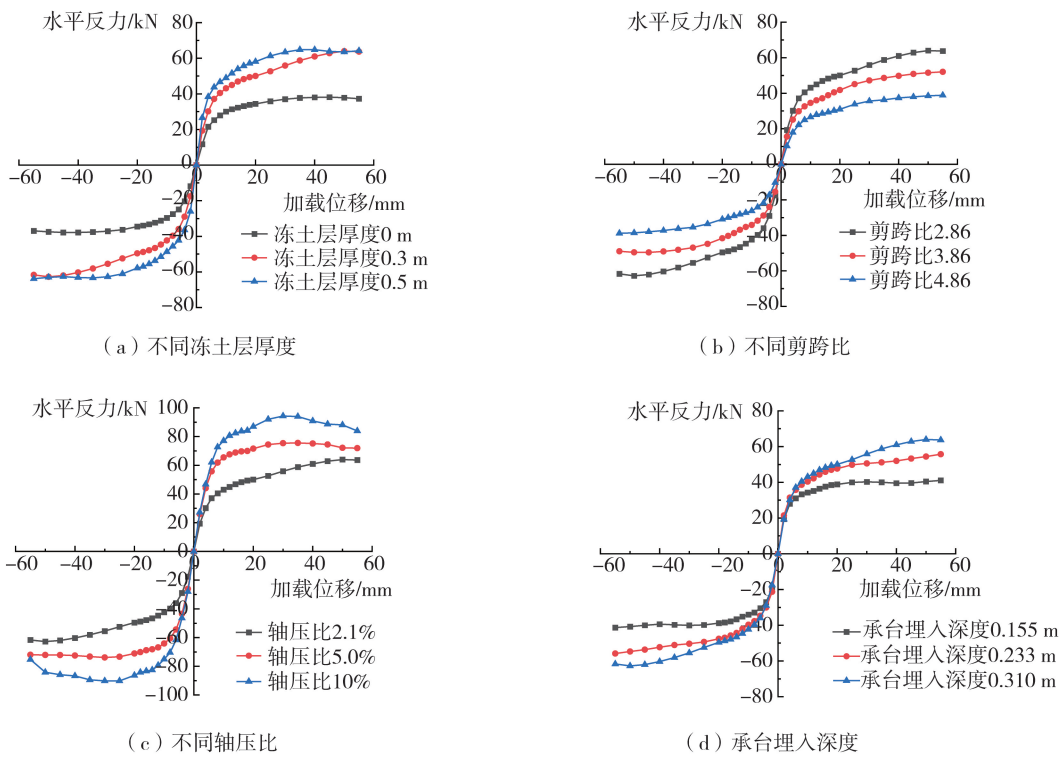 水平反力/kN
80
60
40
20
0
−20
−40
−60
−80
−60 −40 −20 20 40 60
加载位移/mm
冻土层厚度0 m
冻土层厚度0.3 m
冻土层厚度0.5 m
（a）不同冻土层厚度
水平反力/kN
80
60
40
20
0
−20
−40
−60
−80
−60 −40 −20 0 20 40 60
加载位移/mm
剪跨比2.86
剪跨比3.86
剪跨比4.86
（b）不同剪跨比
水平反力/kN
100
80
60
40
20
0
−20
−40
−60
−80
−100
−60 −40 −20 0 20 40 60
加载位移/mm
轴压比2.1%
轴压比5.0%
轴压比10%
（c）不同轴压比
水平反力/kN
80
60
40
20
0
−20
−40
−60
−80
−60 −40 −20 0 20 40 60
加载位移/mm
承台埋入深度0.155 m
承台埋入深度0.233 m
承台埋入深度0.310 m
（d）承台埋入深度